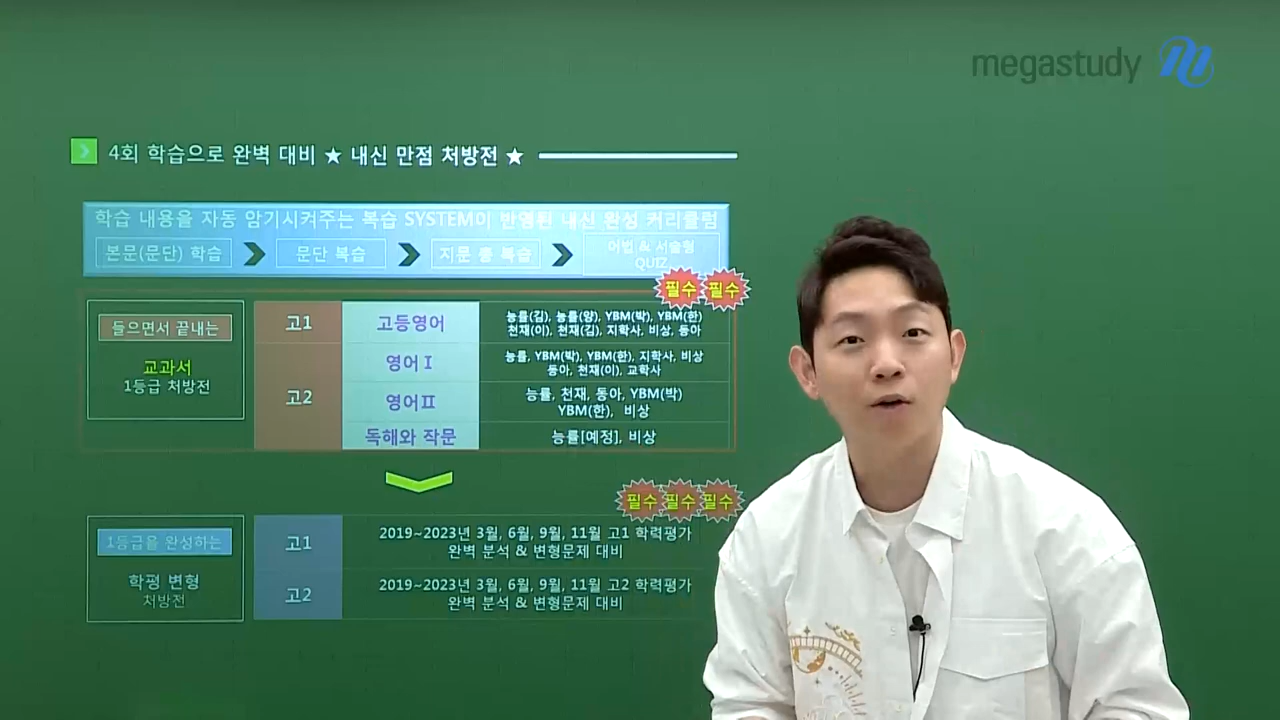 megastudy
4회 학습으로 완벽 대비 ★ 내신 만점 처방전 ★
학습 내용을 자동 암기시켜주는 복습 SYSTEM이 반영된 내신 완성 커리큘럼
본문(문단) 학습
문단 복습
지문 통 복습
어법 & 서술형
QUIZ
필수 필수
들으면서 끝내는
교과서
1등급 처방전
고1
고등영어
능률(김), 능률(양), YBM(박), YBM(한)
천재(이), 천재(김), 지학사, 비상, 동아
고2
영어Ⅰ
능률, YBM(박), YBM(한), 지학사, 비상
동아, 천재(이), 교학사
영어Ⅱ
능률, 천재, 동아, YBM(박)
YBM(한), 비상
독해와 작문
능률[예정], 비상
필수 필수 필수
1등급을 완성하는
학평 변형
처방전
고1
2019~2023년 3월, 6월, 9월, 11월 고1 학력평가
완벽 분석 & 변형문제 대비
고2
2019~2023년 3월, 6월, 9월, 11월 고2 학력평가
완벽 분석 & 변형문제 대비